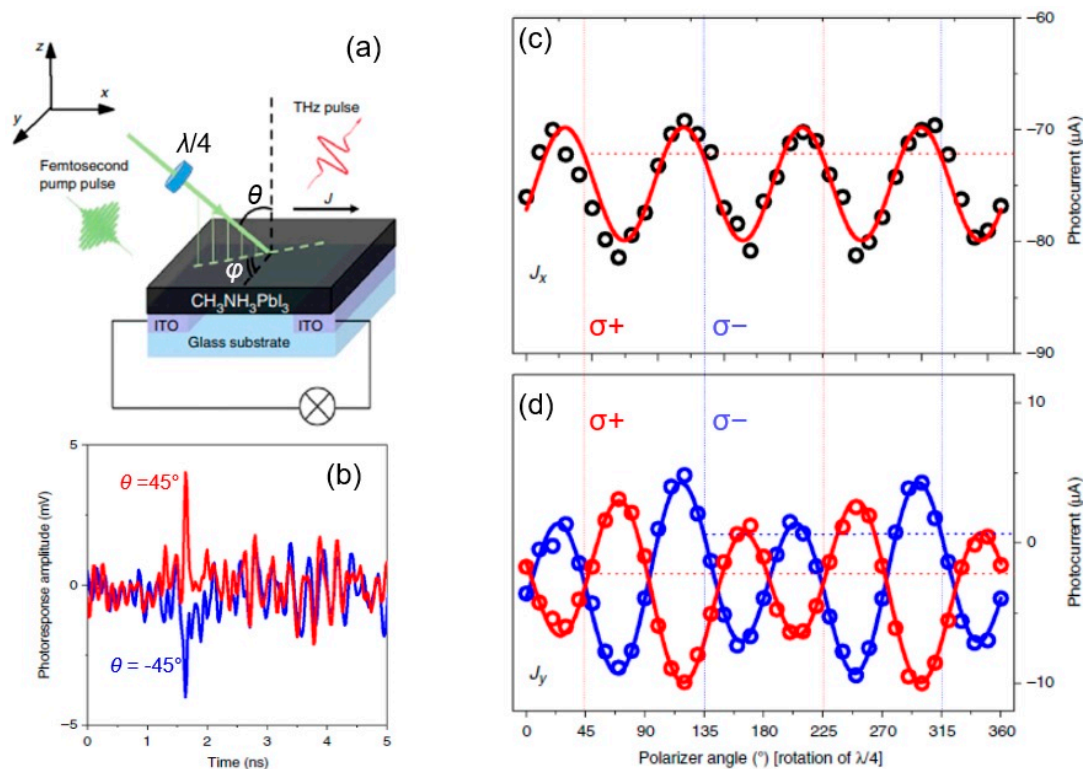 (a)
z
x
y
λ/4
THz pulse
Femtosecond
pump pulse
θ
J
φ
CH₃NH₃PbI₃
ITO
ITO
Glass substrate
(b)
5
0
−5
Photoresponse amplitude (mV)
θ =45°
θ = -45°
0 1 2 3 4 5
Time (ns)
(c)
−60
−70
−80
−90
Photocurrent (μA)
Jx
σ+
σ−
(d)
10
0
−10
Photocurrent (μA)
σ+
σ−
Jy
0 45 90 135 180 225 270 315 360
Polarizer angle (°) [rotation of λ/4]